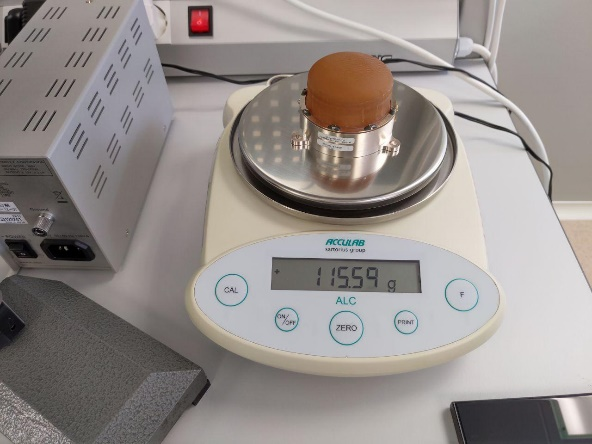 ACCULAB
sartorius group
115.59 g
ALC
CAL
ON/OFF
ZERO
PRINT
F